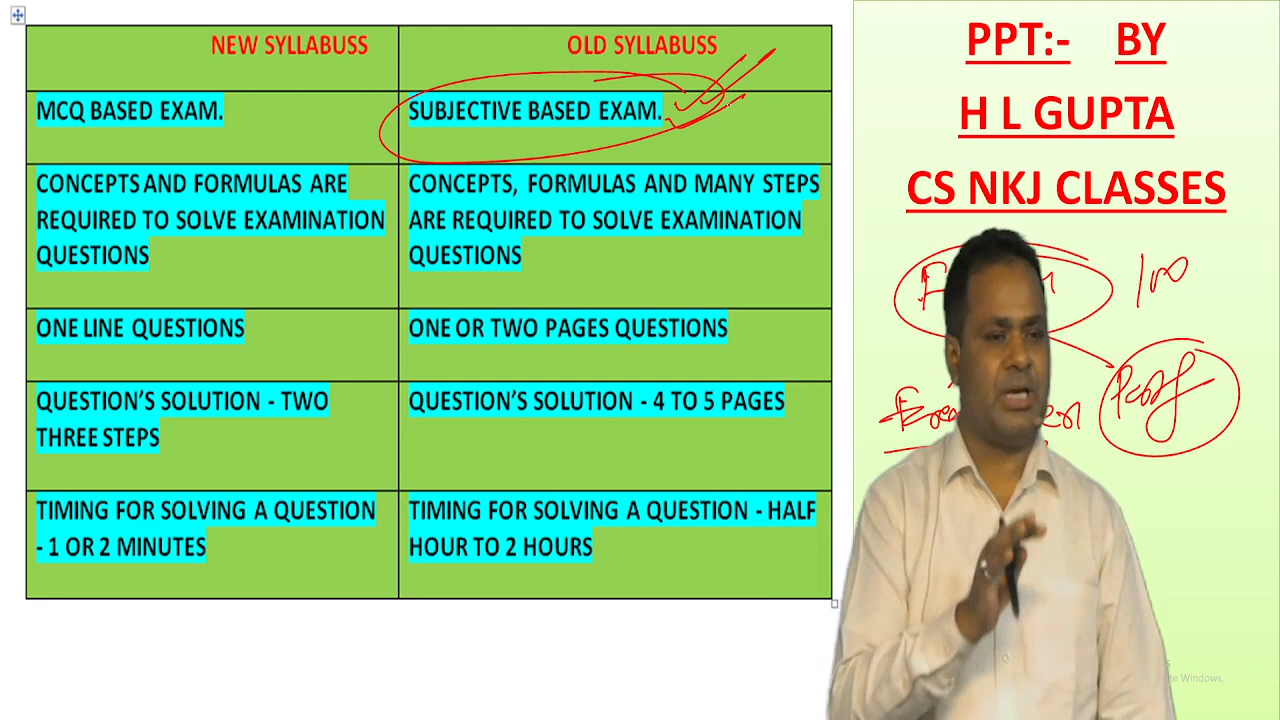 NEW SYLLABUSS
OLD SYLLABUSS
MCQ BASED EXAM.
SUBJECTIVE BASED EXAM.
CONCEPTS AND FORMULAS ARE
REQUIRED TO SOLVE EXAMINATION
QUESTIONS
CONCEPTS, FORMULAS AND MANY STEPS
ARE REQUIRED TO SOLVE EXAMINATION
QUESTIONS
ONE LINE QUESTIONS
ONE OR TWO PAGES QUESTIONS
QUESTION'S SOLUTION - TWO
THREE STEPS
QUESTION'S SOLUTION - 4 TO 5 PAGES
TIMING FOR SOLVING A QUESTION
- 1 OR 2 MINUTES
TIMING FOR SOLVING A QUESTION - HALF
HOUR TO 2 HOURS
PPT:- BY
H L GUPTA
CS NKJ CLASSES
100
Windows.